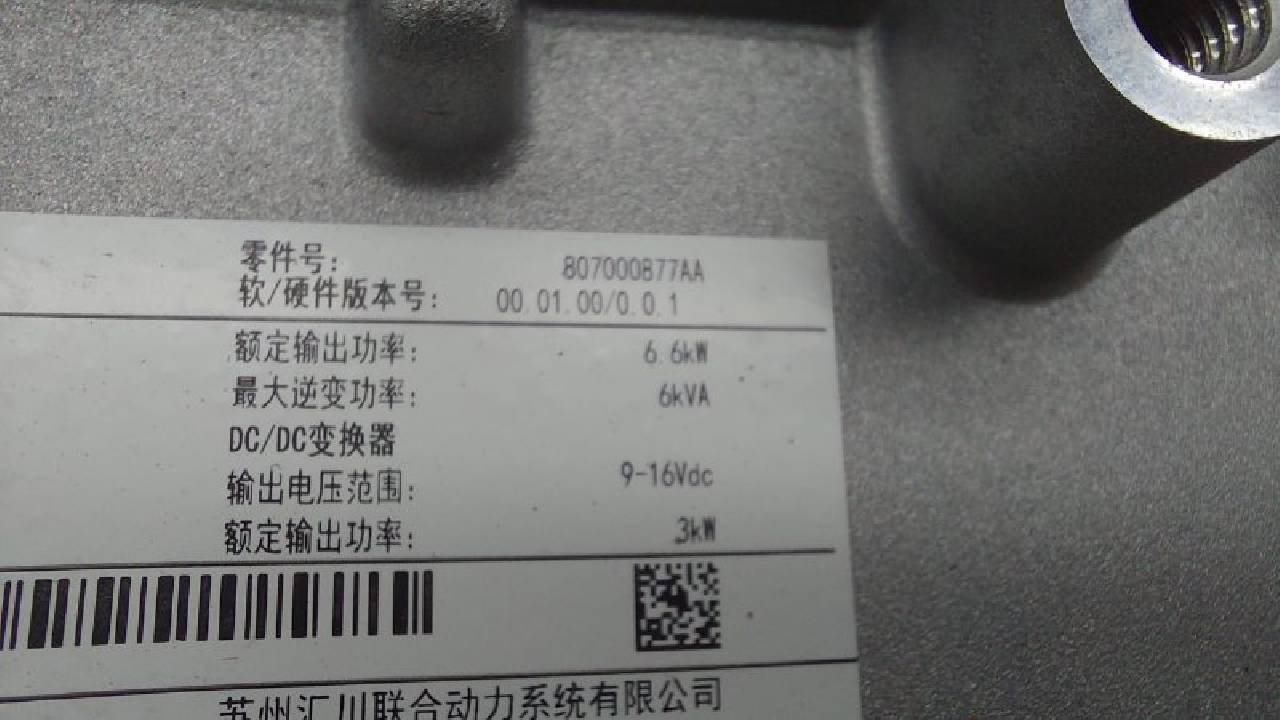 零件号: 807000877AA
软/硬件版本号: 00.01.00/0.0.1
额定输出功率: 6.6kW
最大逆变功率: 6kVA
DC/DC变换器
输出电压范围: 9-16Vdc
额定输出功率: 3kW
苏州汇川联合动力系统有限公司